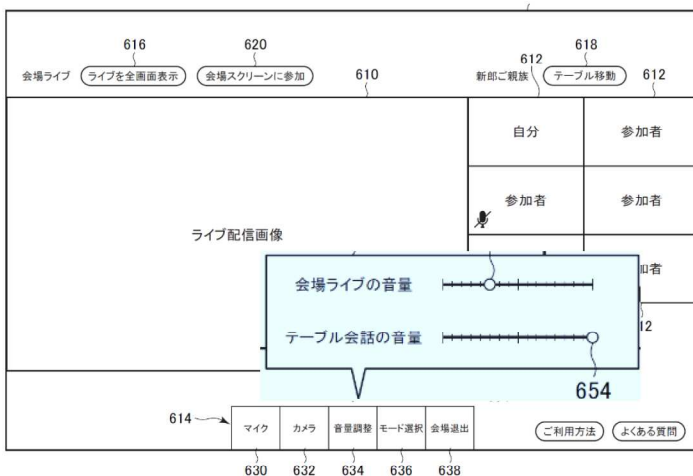 616 620 612 618 612
会場ライブ ライブを全画面表示 会場スクリーンに参加 610 新郎ご親族 テーブル移動
自分 参加者
参加者 参加者
ライブ配信画像
会場ライブの音量
加者
テーブル会話の音量
12
654
614 マイク カメラ 音量調整 モード選択 会場退出 ご利用方法 よくある質問
630 632 634 636 638